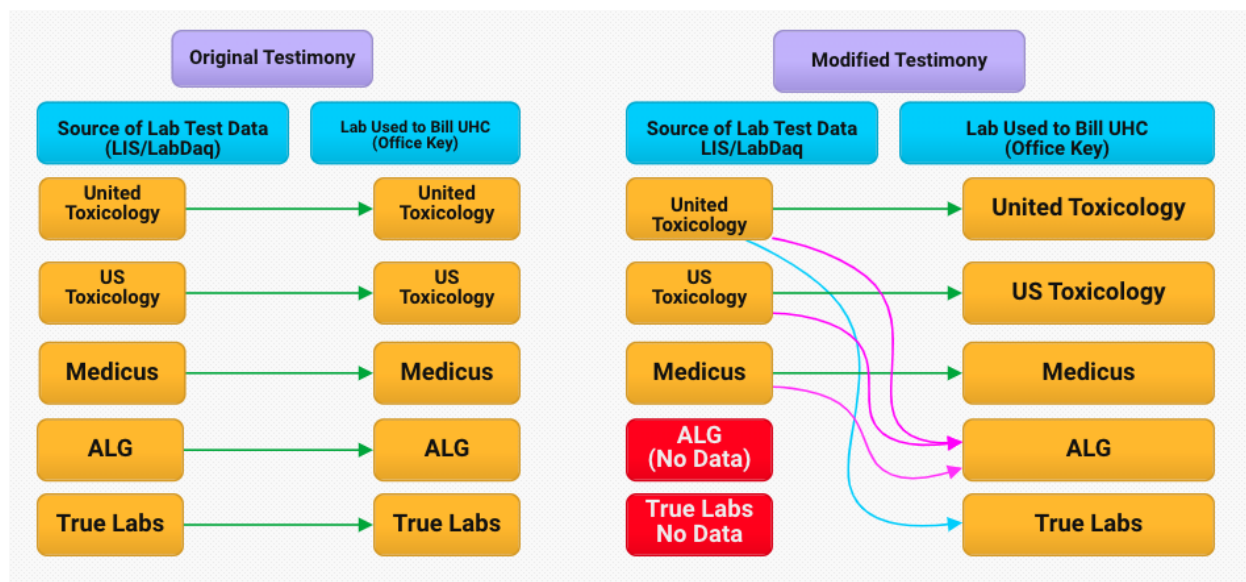 Original Testimony
Source of Lab Test Data
(LIS/LabDaq)
Lab Used to Bill UHC
(Office Key)
United
Toxicology
United
Toxicology
US
Toxicology
US
Toxicology
Medicus
Medicus
ALG
ALG
True Labs
True Labs
Modified Testimony
Source of Lab Test Data
LIS/LabDaq
Lab Used to Bill UHC
(Office Key)
United
Toxicology
United Toxicology
US
Toxicology
US Toxicology
Medicus
Medicus
ALG
(No Data)
ALG
True Labs
No Data
True Labs